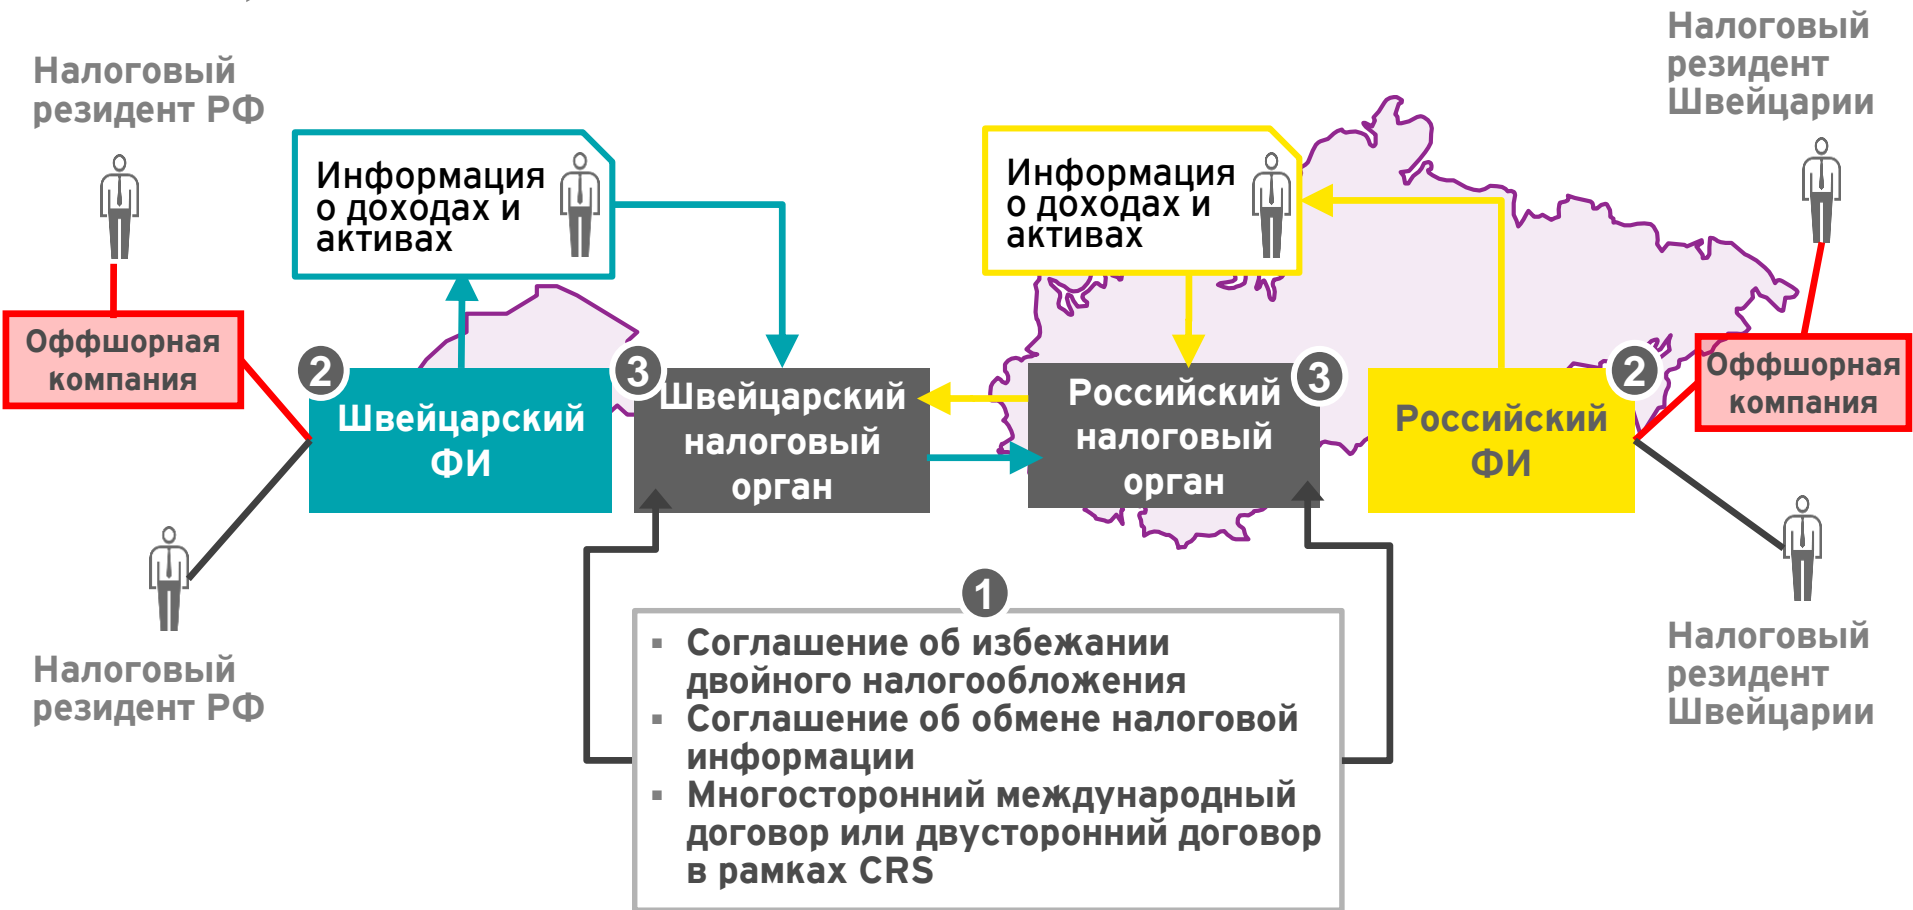 Налоговый
резидент РФ
Налоговый
резидент
Швейцарии
Информация
о доходах и
активах
Информация
о доходах и
активах
Оффшорная
компания
Оффшорная
компания
2
Швейцарский
ФИ
3
Швейцарский
налоговый
орган
3
Российский
налоговый
орган
2
Российский
ФИ
Налоговый
резидент РФ
Налоговый
резидент
Швейцарии
1
▪ Соглашение об избежании
двойного налогообложения
▪ Соглашение об обмене налоговой
информации
▪ Многосторонний международный
договор или двусторонний договор
в рамках CRS